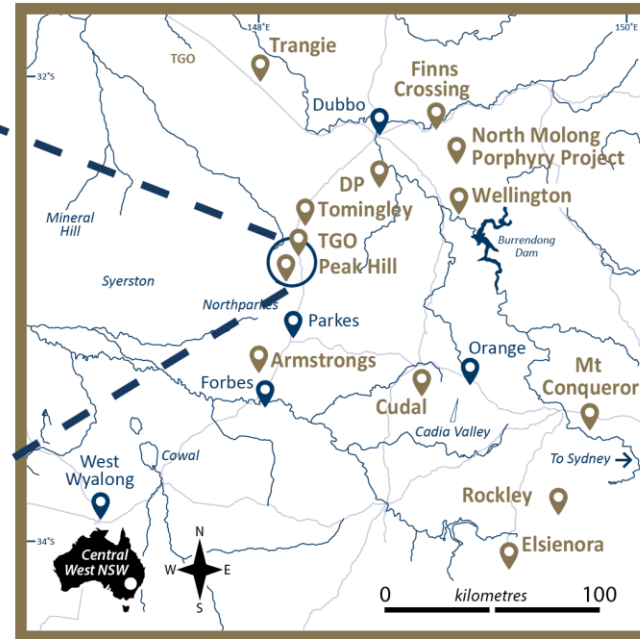 148°E
150°E
32°S
TGO
Trangie
Finns
Crossing
Dubbo
North Molong
Porphyry Project
DP
Wellington
Tomingley
Mineral
Hill
TGO
Burrendong
Dam
Peak Hill
Syerston
Northparkes
Parkes
Armstrongs
Orange
Mt
Conqueror
Forbes
Cudal
Cadia Valley
West
Wyalong
Cowal
To Sydney
Rockley
34°S
Central
West NSW
N
W
E
S
Elsienora
0 kilometres 100